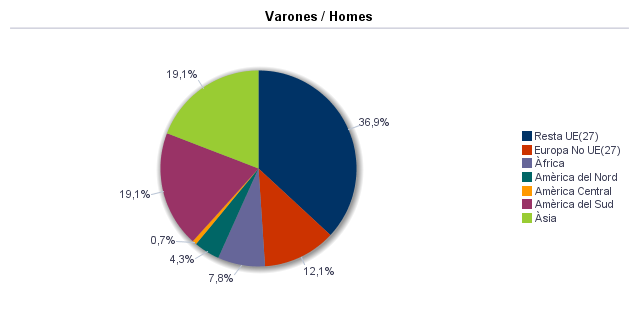 Varones / Homes
19,1%
36,9%
19,1%
0,7%
4,3%
7,8%
12,1%
Resta UE(27)
Europa No UE(27)
Àfrica
Amèrica del Nord
Amèrica Central
Amèrica del Sud
Àsia